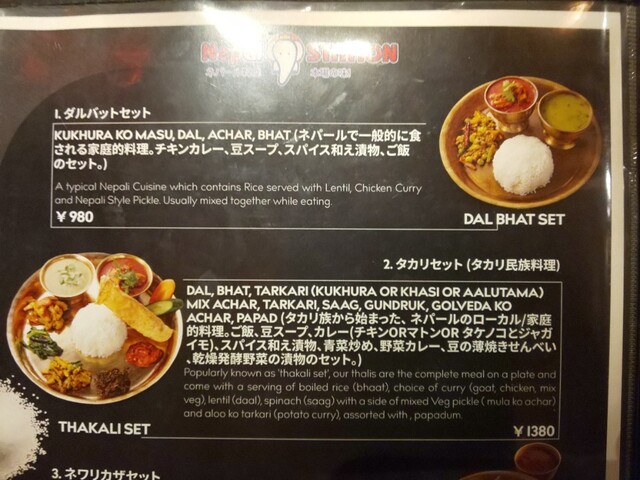 STATION
1. ダルバットセット
KUKHURA KO MASU, DAL, ACHAR, BHAT (ネパールで一般的に食
される家庭的料理。チキンカレー、豆スープ、スパイス和え漬物、ご飯
のセット。)
A typical Nepali Cuisine which contains Rice served with Lentil, Chicken Curry
and Nepali Style Pickle. Usually mixed together while eating.
￥980
DAL BHAT SET
2. タカリセット (タカリ民族料理)
DAL, BHAT, TARKARI (KUKHURA OR KHASI OR AALUTAMA)
MIX ACHAR, TARKARI, SAAG, GUNDRUK, GOLVEDA KO
ACHAR, PAPAD (タカリ族から始まった、ネパールのローカル/家庭
的料理。ご飯、豆スープ、カレー(チキンORマトンOR タケノコとジャガ
イモ)、スパイス和え漬物、青菜炒め、野菜カレー、豆の薄焼きせんべい
、乾燥発酵野菜の漬物のセット。)
Popularly known as 'thakali set', our thalis are the complete meal on a plate and
come with a serving of boiled rice (bhaat), choice of curry (goat, chicken, mix
veg), lentil (daal), spinach (saag) with a side of mixed Veg pickle ( mula ko achar)
and aloo ko tarkari (potato curry), assorted with , papadum.
￥1380
THAKALI SET
3. ネワリカザセット